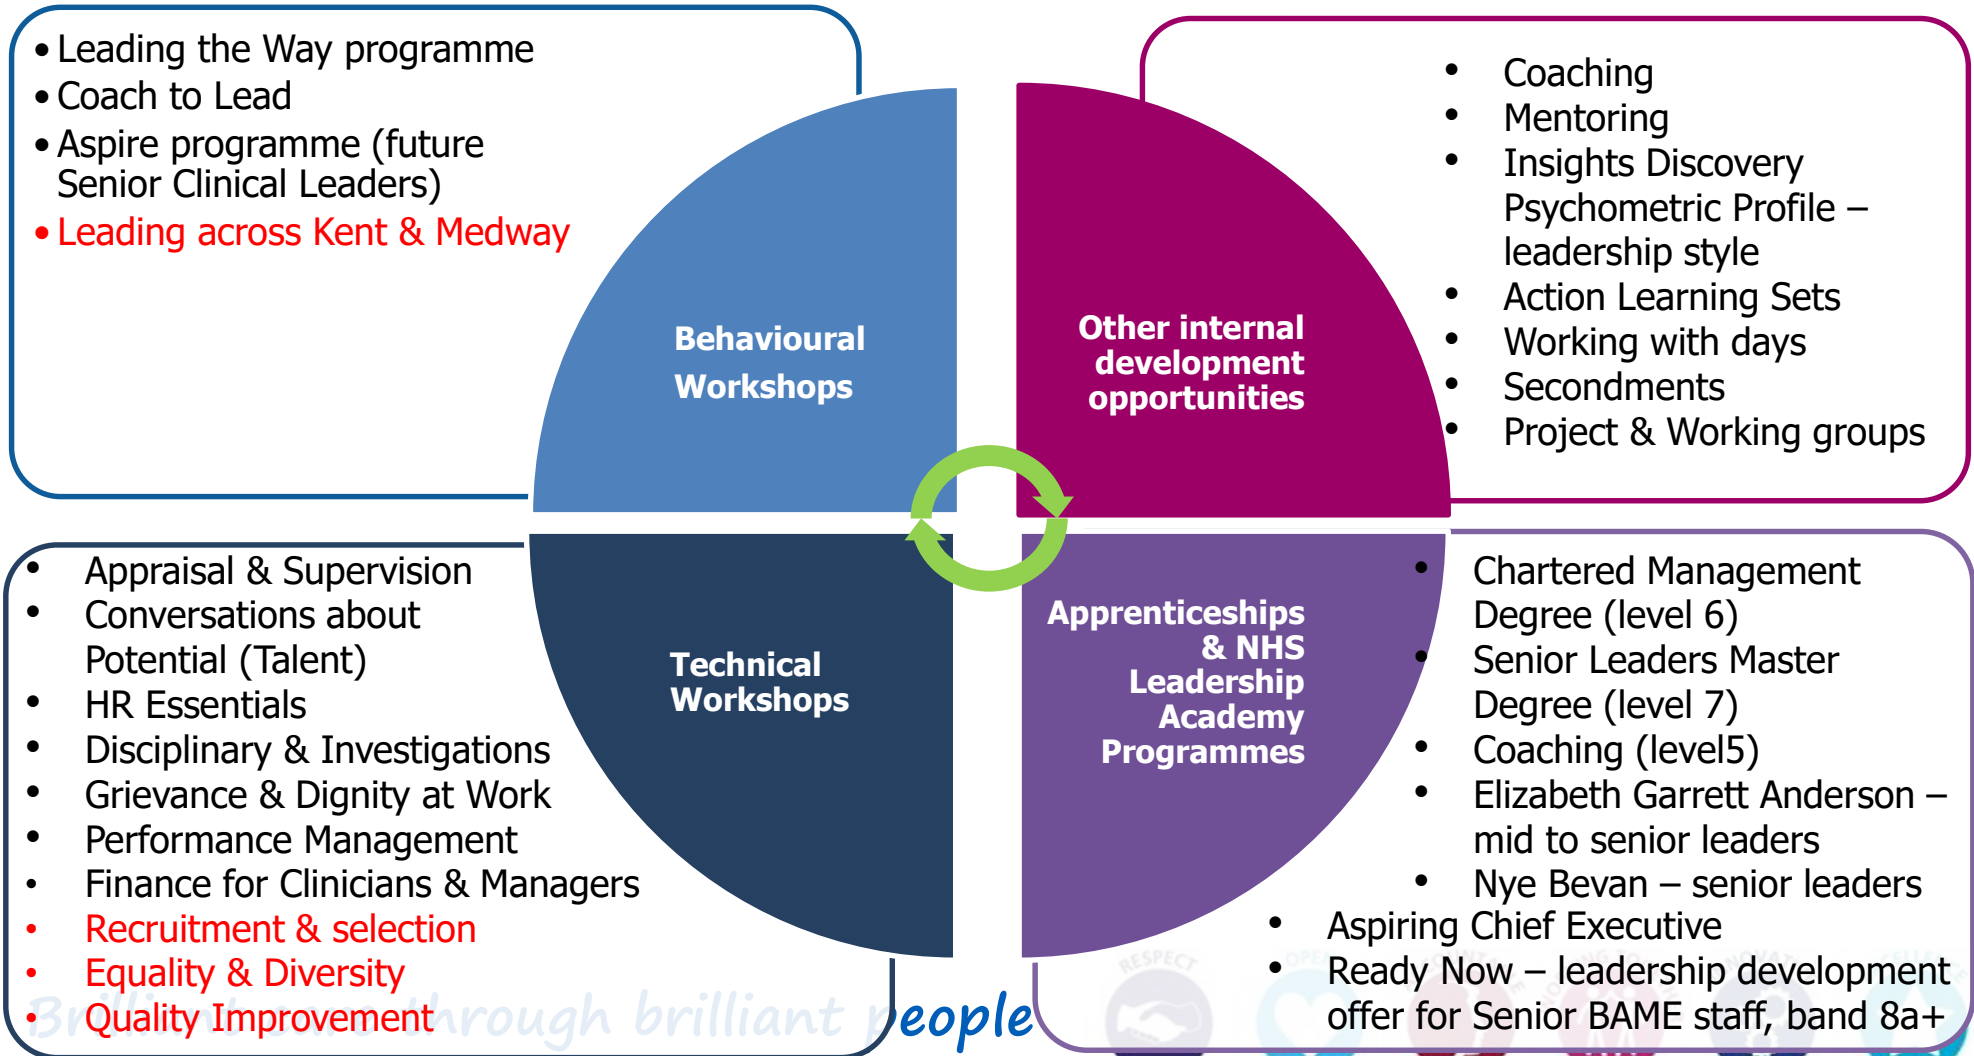 • Leading the Way programme
• Coach to Lead
• Aspire programme (future
Senior Clinical Leaders)
• Leading across Kent & Medway
Behavioural
Workshops
Other internal
development
opportunities
• Coaching
• Mentoring
• Insights Discovery
Psychometric Profile –
leadership style
• Action Learning Sets
• Working with days
• Secondments
• Project & Working groups
• Appraisal & Supervision
• Conversations about
Potential (Talent)
• HR Essentials
• Disciplinary & Investigations
• Grievance & Dignity at Work
• Performance Management
• Finance for Clinicians & Managers
• Recruitment & selection
• Equality & Diversity
• Quality Improvement
Technical
Workshops
Apprenticeships
& NHS
Leadership
Academy
Programmes
• Chartered Management
Degree (level 6)
• Senior Leaders Master
Degree (level 7)
• Coaching (level5)
• Elizabeth Garrett Anderson –
mid to senior leaders
• Nye Bevan – senior leaders
• Aspiring Chief Executive
• Ready Now – leadership development
offer for Senior BAME staff, band 8a+
Brilliant care through brilliant people
RESPECT